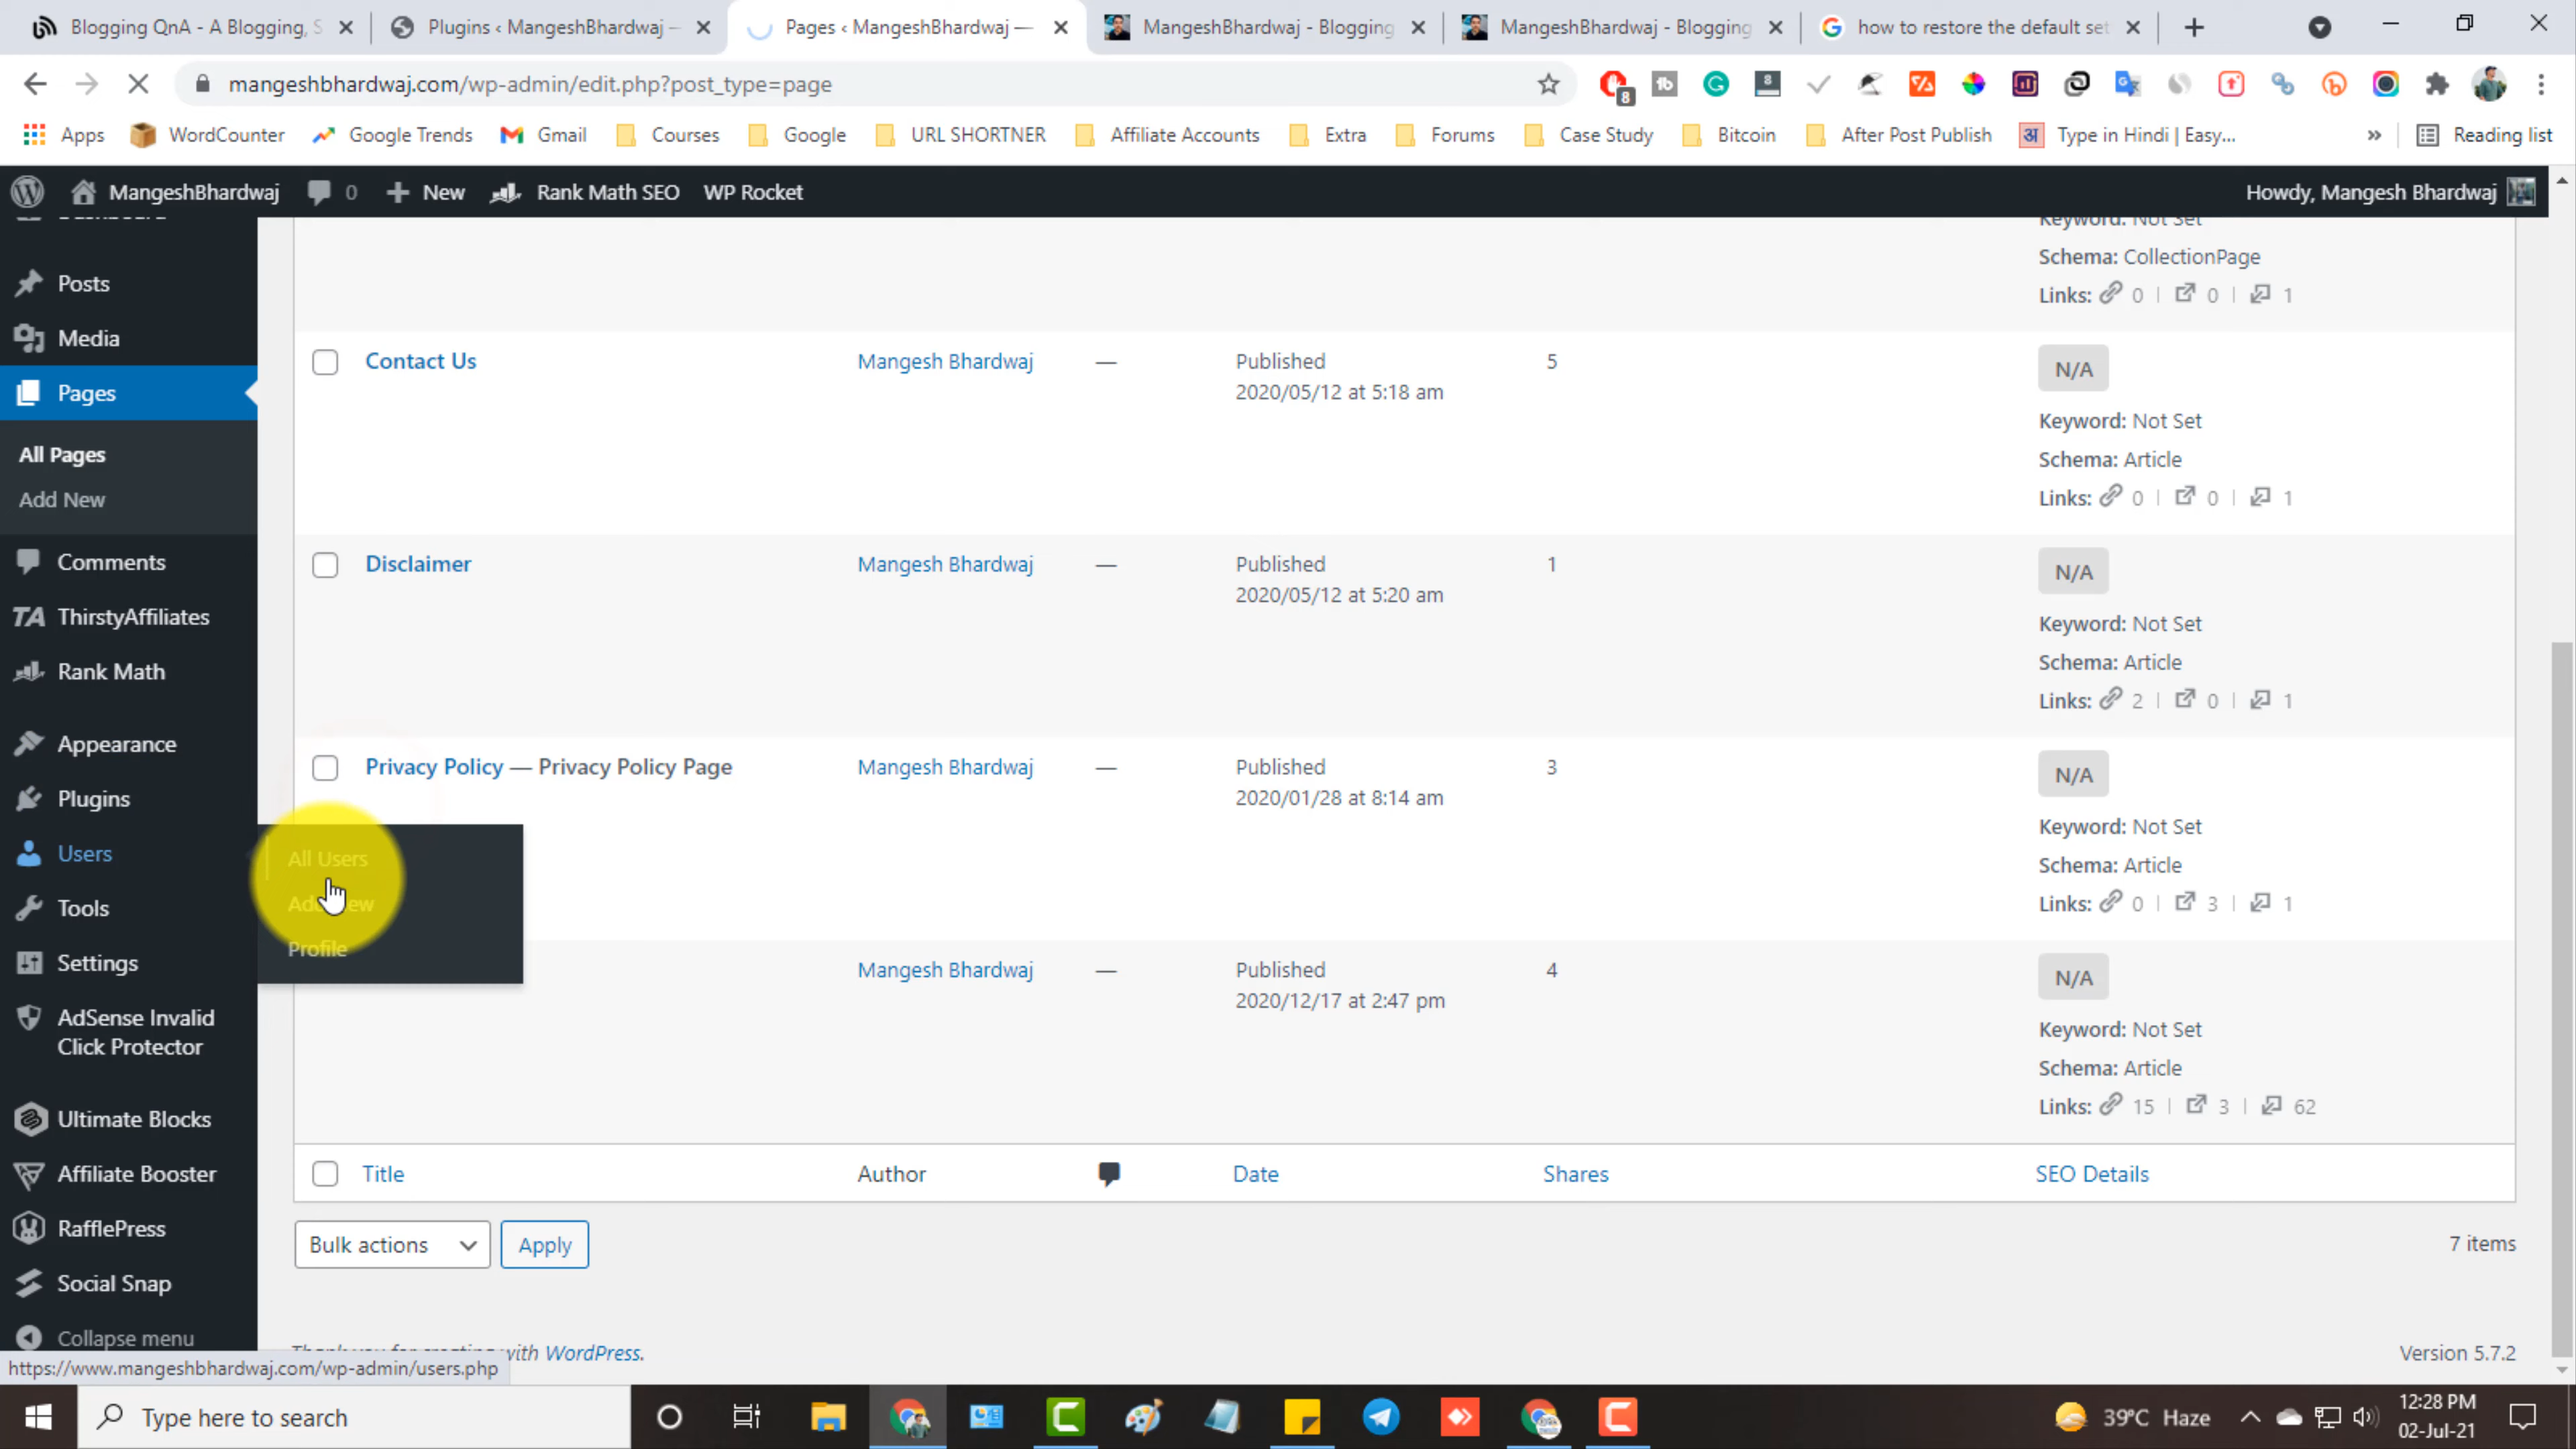 Blogging QnA - A Blogging, S
Plugins ‹ MangeshBhardwaj —
Pages ‹ MangeshBhardwaj —
MangeshBhardwaj - Blogging
MangeshBhardwaj - Blogging
how to restore the default set
mangeshbhardwaj.com/wp-admin/edit.php?post_type=page
8
Apps
WordCounter
Google Trends
Gmail
Courses
Google
URL SHORTNER
Affiliate Accounts
Extra
Forums
Case Study
Bitcoin
After Post Publish
अ Type in Hindi | Easy...
»
Reading list
MangeshBhardwaj
0
New
Rank Math SEO
WP Rocket
Howdy, Mangesh Bhardwaj
Dashboard
Posts
Media
Pages
All Pages
Add New
Comments
TA ThirstyAffiliates
Rank Math
Appearance
Plugins
Users
Tools
Settings
AdSense Invalid
Click Protector
Ultimate Blocks
Affiliate Booster
RafflePress
Social Snap
Collapse menu
All Users
Add New
Profile
Keyword: Not Set
Schema: CollectionPage
Links: 0 | 0 | 1
Contact Us
Mangesh Bhardwaj
—
Published
2020/05/12 at 5:18 am
5
N/A
Keyword: Not Set
Schema: Article
Links: 0 | 0 | 1
Disclaimer
Mangesh Bhardwaj
—
Published
2020/05/12 at 5:20 am
1
N/A
Keyword: Not Set
Schema: Article
Links: 2 | 0 | 1
Privacy Policy — Privacy Policy Page
Mangesh Bhardwaj
—
Published
2020/01/28 at 8:14 am
3
N/A
Keyword: Not Set
Schema: Article
Links: 0 | 3 | 1
Mangesh Bhardwaj
—
Published
2020/12/17 at 2:47 pm
4
N/A
Keyword: Not Set
Schema: Article
Links: 15 | 3 | 62
Title
Author
Date
Shares
SEO Details
Bulk actions
Apply
7 items
Thank you for creating with WordPress.
Version 5.7.2
https://www.mangeshbhardwaj.com/wp-admin/users.php
Type here to search
39°C Haze
12:28 PM
02-Jul-21